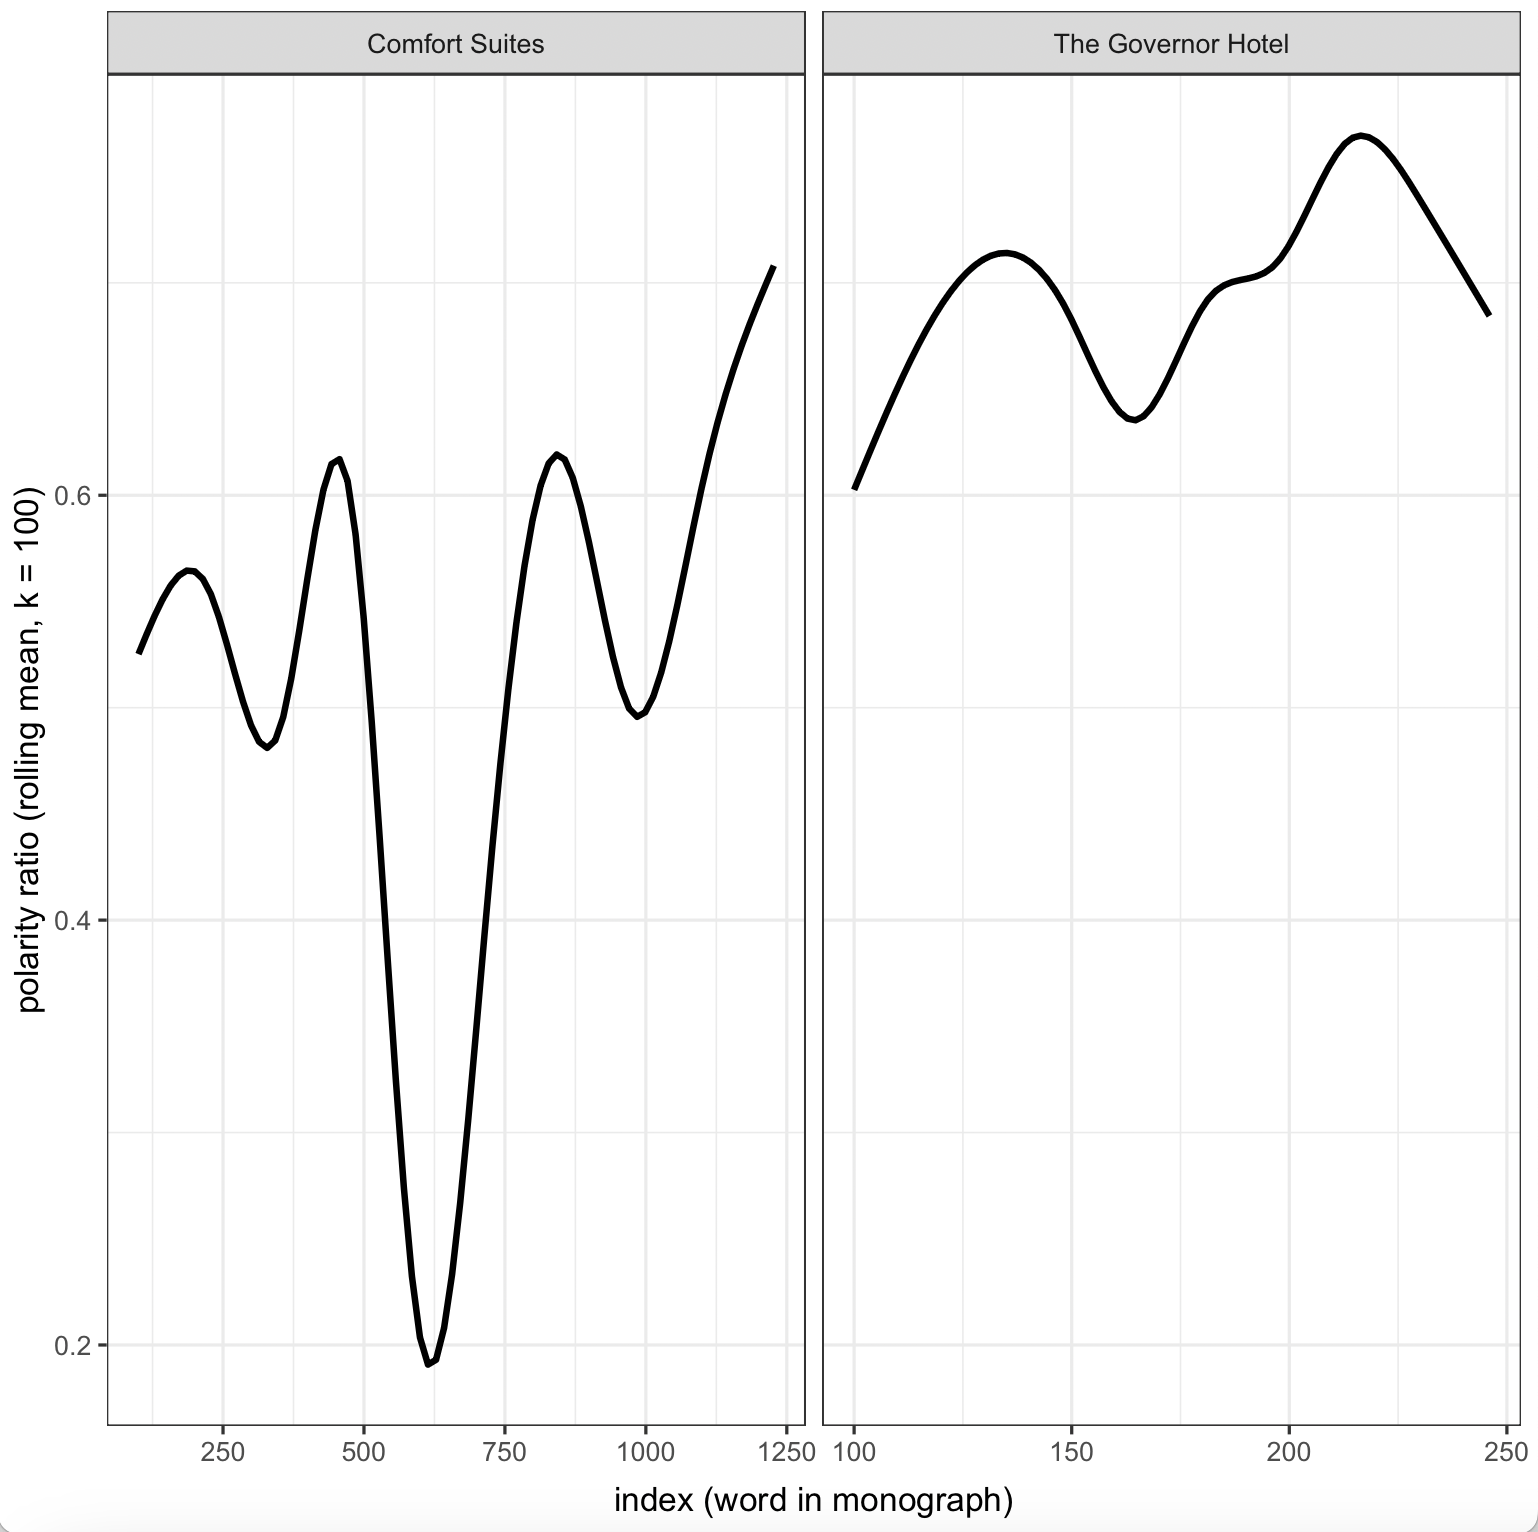 Comfort Suites
The Governor Hotel
polarity ratio (rolling mean, k = 100)
0.6
0.4
0.2
250 500 750 1000 1250 100 150 200 250
index (word in monograph)